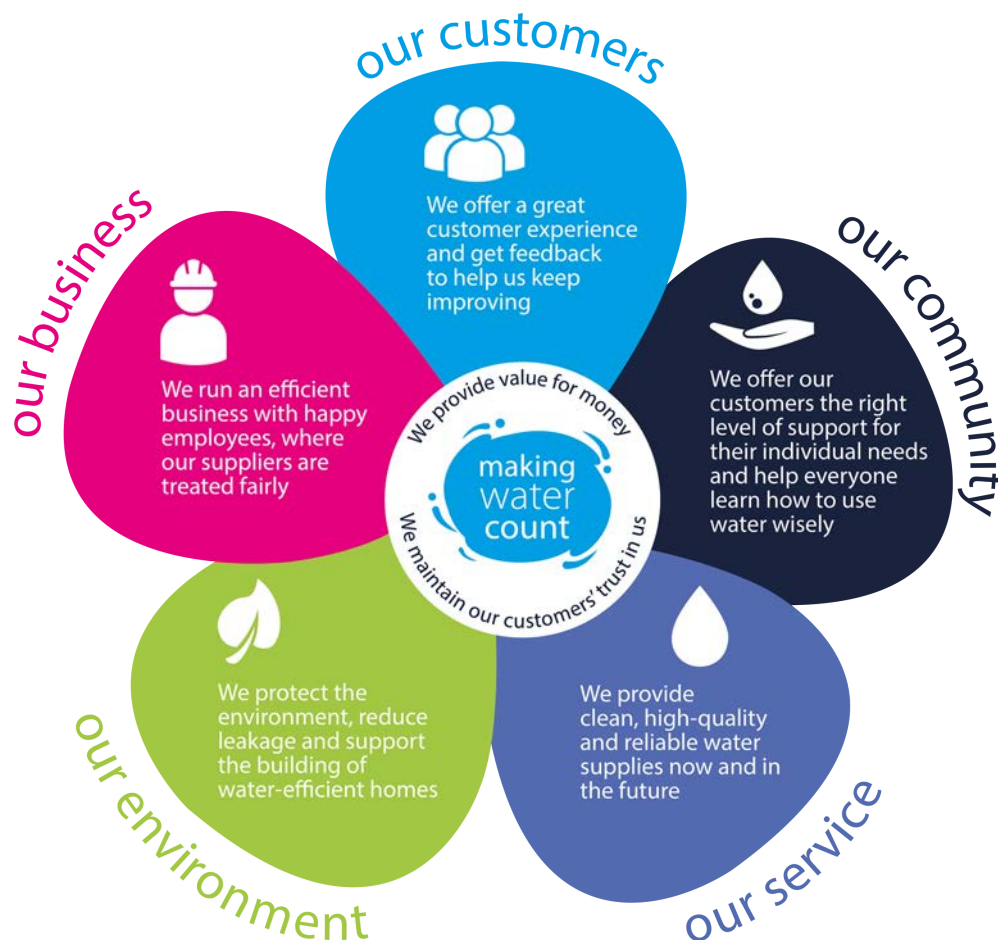 our customers
We offer a great
customer experience
and get feedback
to help us keep
improving
our community
We offer our
customers the right
level of support for
their individual needs
and help everyone
learn how to use
water wisely
our service
We provide
clean, high-quality
and reliable water
supplies now and in
the future
our environment
We protect the
environment, reduce
leakage and support
the building of
water-efficient homes
our business
We run an efficient
business with happy
employees, where
our suppliers are
treated fairly
We provide value for money
making
water
count
We maintain our customers' trust in us